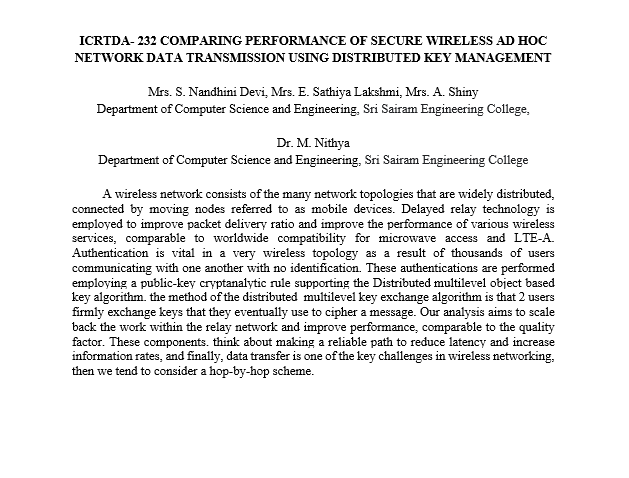 ICRTDA- 232 COMPARING PERFORMANCE OF SECURE WIRELESS AD HOC
NETWORK DATA TRANSMISSION USING DISTRIBUTED KEY MANAGEMENT
Mrs. S. Nandhini Devi, Mrs. E. Sathiya Lakshmi, Mrs. A. Shiny
Department of Computer Science and Engineering, Sri Sairam Engineering College,
Dr. M. Nithya
Department of Computer Science and Engineering, Sri Sairam Engineering College
A wireless network consists of the many network topologies that are widely distributed,
connected by moving nodes referred to as mobile devices. Delayed relay technology is
employed to improve packet delivery ratio and improve the performance of various wireless
services, comparable to worldwide compatibility for microwave access and LTE-A.
Authentication is vital in a very wireless topology as a result of thousands of users
communicating with one another with no identification. These authentications are performed
employing a public-key cryptanalytic rule supporting the Distributed multilevel object based
key algorithm. the method of the distributed multilevel key exchange algorithm is that 2 users
firmly exchange keys that they eventually use to cipher a message. Our analysis aims to scale
back the work within the relay network and improve performance, comparable to the quality
factor. These components. think about making a reliable path to reduce latency and increase
information rates, and finally, data transfer is one of the key challenges in wireless networking,
then we tend to consider a hop-by-hop scheme.